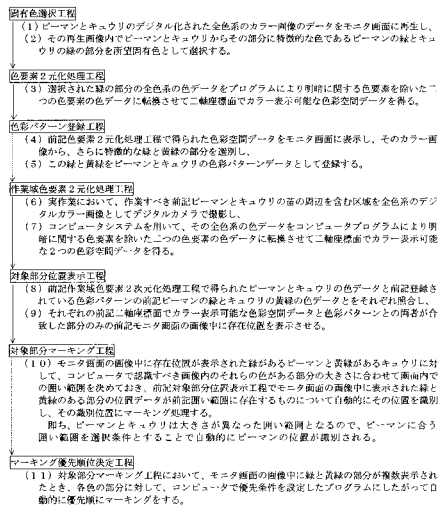 固有色選択工程
（１）ピーマンとキュウリのデジタル化された全色系のカラー画像のデータをモニタ画面に再生し、
（２）その再生画像内でピーマンとキュウリからその部分に特徴的な色であるピーマンの緑とキュウ
リの緑の部分を所望固有色として選択する。
色要素２元化処理工程
（３）選択された緑の部分の全色系の色データをプログラムにより明暗に関する色要素を除いた二
つの色要素の色データに転換させて二軸座標面でカラー表示可能な色彩空間データを得る。
色彩パターン登録工程
（４）前記色要素２元化処理工程で得られた色彩空間データをモニタ画面に表示し、そのカラー画
像から、さらに特徴的な緑と黄緑の部分を選別し、
（５）この緑と黄緑をピーマンとキュウリの色彩パターンデータとして登録する。
作業域色要素２元化処理工程
（６）実作業において、作業すべき前記ピーマンとキュウリの苗の周辺を含む区域を全色系のデジ
タルカラー画像としてデジタルカメラで撮影し、
（７）コンピュータシステムを用いて、その全色系の色データをコンピュータプログラムにより明
暗に関する色要素を除いた二つの色要素の色データに転換させて二軸座標面でカラー表示可能
な２つの色彩空間データを得る。
対象部分位置表示工程
（８）前記作業域色要素２次元化処理工程で得られたピーマンとキュウリの色データと前記登録さ
れている色彩パターンの前記ピーマンの緑とキュウリの黄緑の色データとをそれぞれ照合し、
（９）それぞれの前記二軸座標面でカラー表示可能な色彩空間データと色彩パターンとの両者が合
致した部分のみの前記モニタ画面の画像中に存在位置を表示させる。
対象部分マーキング工程
（１０）モニタ画面の画像中に存在位置が表示された緑があるピーマンと黄緑があるキュウリに対
して、コンピュータで認識すべき画像内のそれらの色がある部分の大きさに合わせて画面内で
の囲い範囲を決めておき、前記対象部分位置表示工程でモニタ画面の画像中に表示された緑と
黄緑のある部分の位置データが前記囲い範囲に存在するものについて自動的にその位置を識別
し、その識別位置にマーキング処理する。
即ち、ピーマンとキュウリは大きさが異なった囲い範囲となるので、ピーマンに合う
囲い範囲を選択条件とすることで自動的にピーマンの位置が識別される。
マーキング優先順位決定工程
（１１）対象部分マーキング工程において、モニタ画面の画像中に緑と黄緑の部分が複数表示され
たとき、各色の部分に対して、コンピュータで優先条件を設定したプログラムにしたがって自
動的に優先順にマーキングをする。